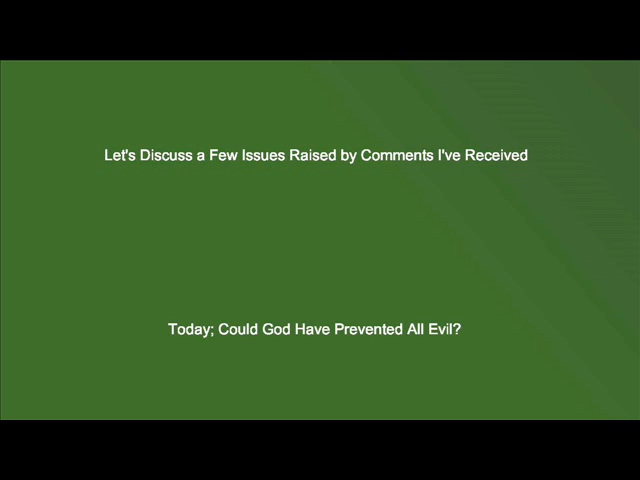 Let's Discuss a Few Issues Raised by Comments I've Received
Today; Could God Have Prevented All Evil?